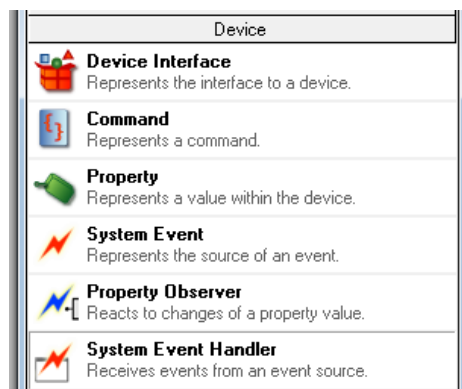 Device
Device Interface
Represents the interface to a device.
Command
Represents a command.
Property
Represents a value within the device.
System Event
Represents the source of an event.
Property Observer
Reacts to changes of a property value.
System Event Handler
Receives events from an event source.